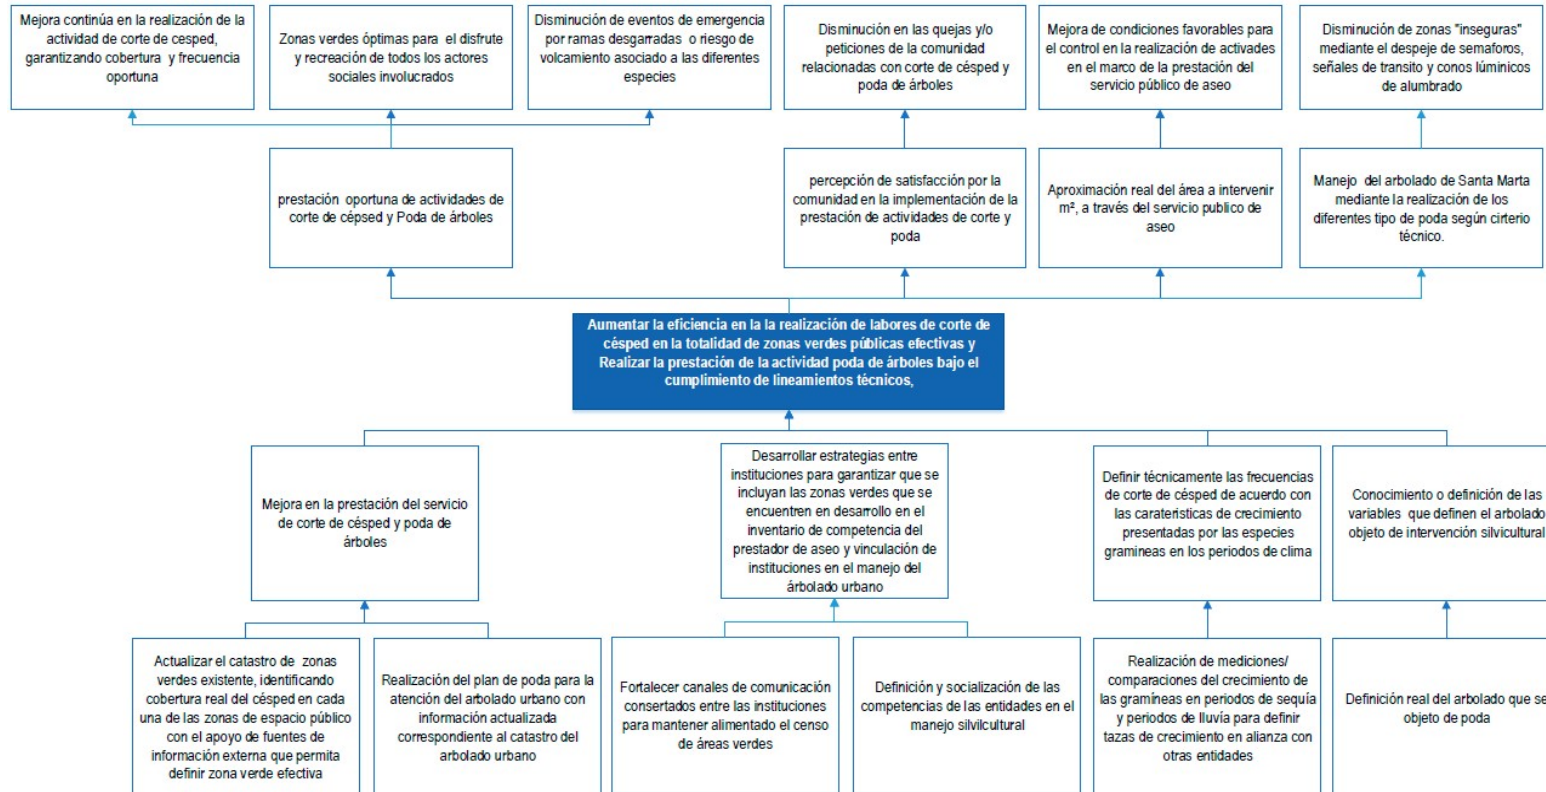 Mejora continúa en la realización de la
actividad de corte de cesped,
garantizando cobertura y frecuencia
oportuna
Zonas verdes óptimas para el disfrute
y recreación de todos los actores
sociales involucrados
Disminución de eventos de emergencia
por ramas desgarradas o riesgo de
volcamiento asociado a las diferentes
especies
Disminución en las quejas y/o
peticiones de la comunidad
relacionadas con corte de césped y
poda de árboles
Mejora de condiciones favorables para
el control en la realización de activades
en el marco de la prestación del
servicio público de aseo
Disminución de zonas "inseguras"
mediante el despeje de semaforos,
señales de transito y conos lúminicos
de alumbrado
prestación oportuna de actividades de
corte de cépsed y Poda de árboles
percepción de satisfacción por la
comunidad en la implementación de la
prestación de actividades de corte y
poda
Aproximación real del área a intervenir
m², a través del servicio publico de
aseo
Manejo del arbolado de Santa Marta
mediante la realización de los
diferentes tipo de poda según cirterio
técnico.
Aumentar la eficiencia en la la realización de labores de corte de
césped en la totalidad de zonas verdes públicas efectivas y
Realizar la prestación de la actividad poda de árboles bajo el
cumplimiento de lineamientos técnicos,
Mejora en la prestación del servicio
de corte de césped y poda de
árboles
Desarrollar estrategias entre
instituciones para garantizar que se
incluyan las zonas verdes que se
encuentren en desarrollo en el
inventario de competencia del
prestador de aseo y vinculación de
instituciones en el manejo del
árbolado urbano
Definir técnicamente las frecuencias
de corte de césped de acuerdo con
las caraterísticas de crecimiento
presentadas por las especies
gramineas en los periodos de clima
Conocimiento o definición de las
variables que definen el arbolado
objeto de intervención silvicultural
Actualizar el catastro de zonas
verdes existente, identificando
cobertura real del césped en cada
una de las zonas de espacio público
con el apoyo de fuentes de
información externa que permita
definir zona verde efectiva
Realización del plan de poda para la
atención del arbolado urbano con
información actualizada
correspondiente al catastro del
arbolado urbano
Fortalecer canales de comunicación
consertados entre las instituciones
para mantener alimentado el censo
de áreas verdes
Definición y socialización de las
competencias de las entidades en el
manejo silvilcultural
Realización de mediciones/
comparaciones del crecimiento de
las gramíneas en periodos de sequía
y periodos de lluvía para definir
tazas de crecimiento en alianza con
otras entidades
Definición real del arbolado que se
objeto de poda